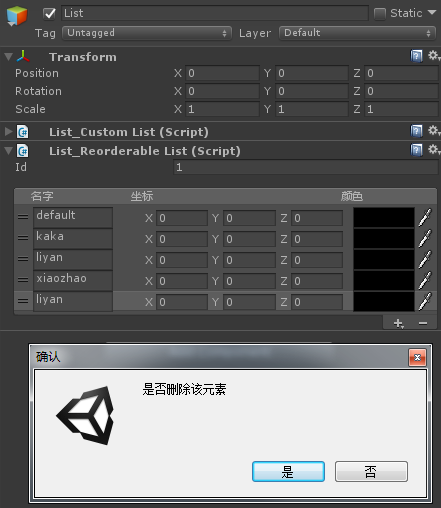 List Static
Tag Untagged Layer Default
Transform
Position X 0 Y 0 Z 0
Rotation X 0 Y 0 Z 0
Scale X 1 Y 1 Z 1
List_Custom List (Script)
List_Reorderable List (Script)
Id 1
名字 坐标 颜色
default X 0 Y 0 Z 0
kaka X 0 Y 0 Z 0
liyan X 0 Y 0 Z 0
xiaozhao X 0 Y 0 Z 0
liyan X 0 Y 0 Z 0
确认
是否删除该元素
是 否